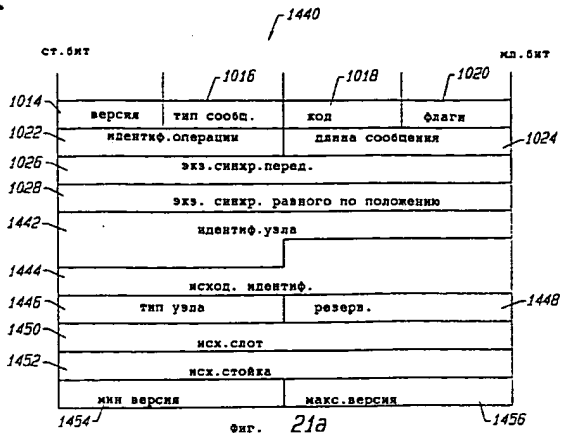 1440
ст.бит
мл.бит
1016
1018
1020
1014
версия тип сообщ. код флаги
1022
идентиф.операции длина сообщения
1024
1026
экз.синхр.перед.
1028
экз. синхр. равного по положению
1442
идентиф.узла
1444
исход. идентиф.
1446
тип узла резерв.
1448
1450
исх.слот
1452
исх.стойка
мин версия макс.версия
1454
1456
фиг. 21а